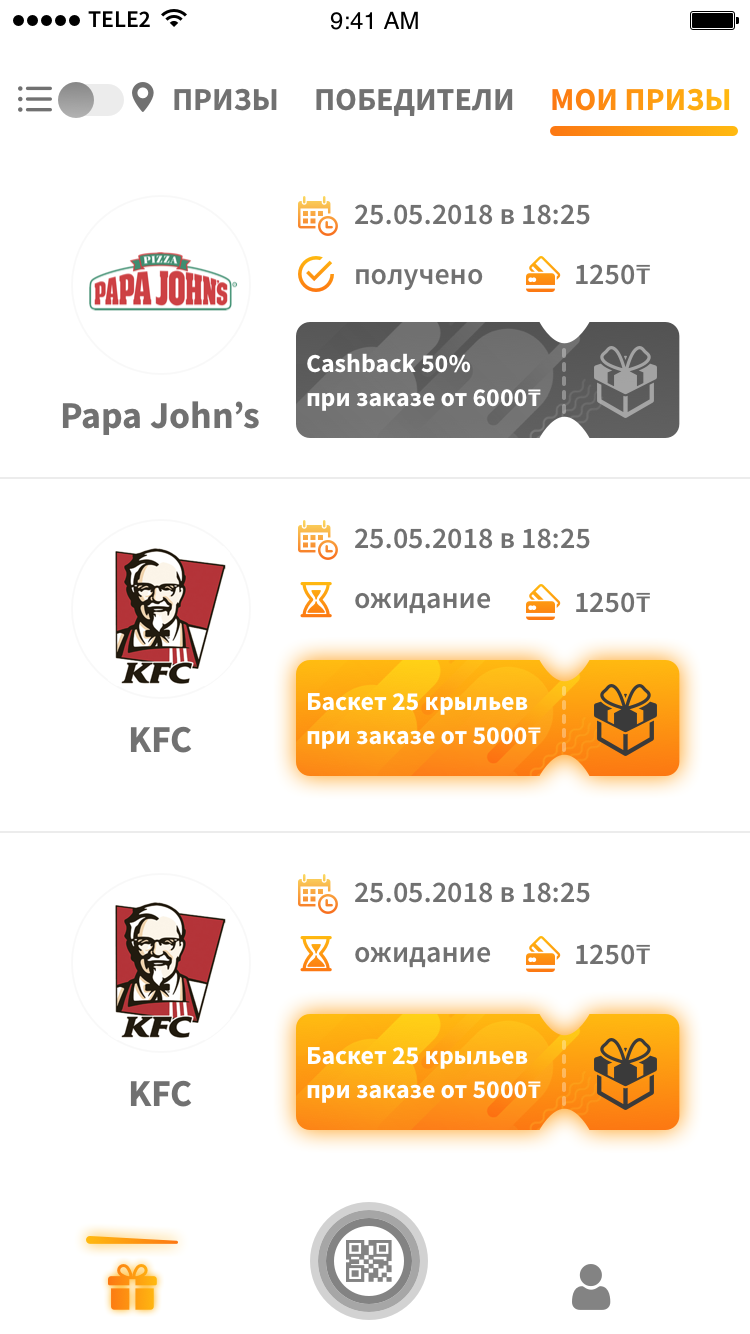 TELE2 9:41 AM
ПРИЗЫ ПОБЕДИТЕЛИ МОИ ПРИЗЫ
PIZZA
PAPA JOHN'S
Papa John’s
25.05.2018 в 18:25
получено 1250₸
Cashback 50%
при заказе от 6000₸
KFC
KFC
25.05.2018 в 18:25
ожидание 1250₸
Баскет 25 крыльев
при заказе от 5000₸
KFC
KFC
25.05.2018 в 18:25
ожидание 1250₸
Баскет 25 крыльев
при заказе от 5000₸